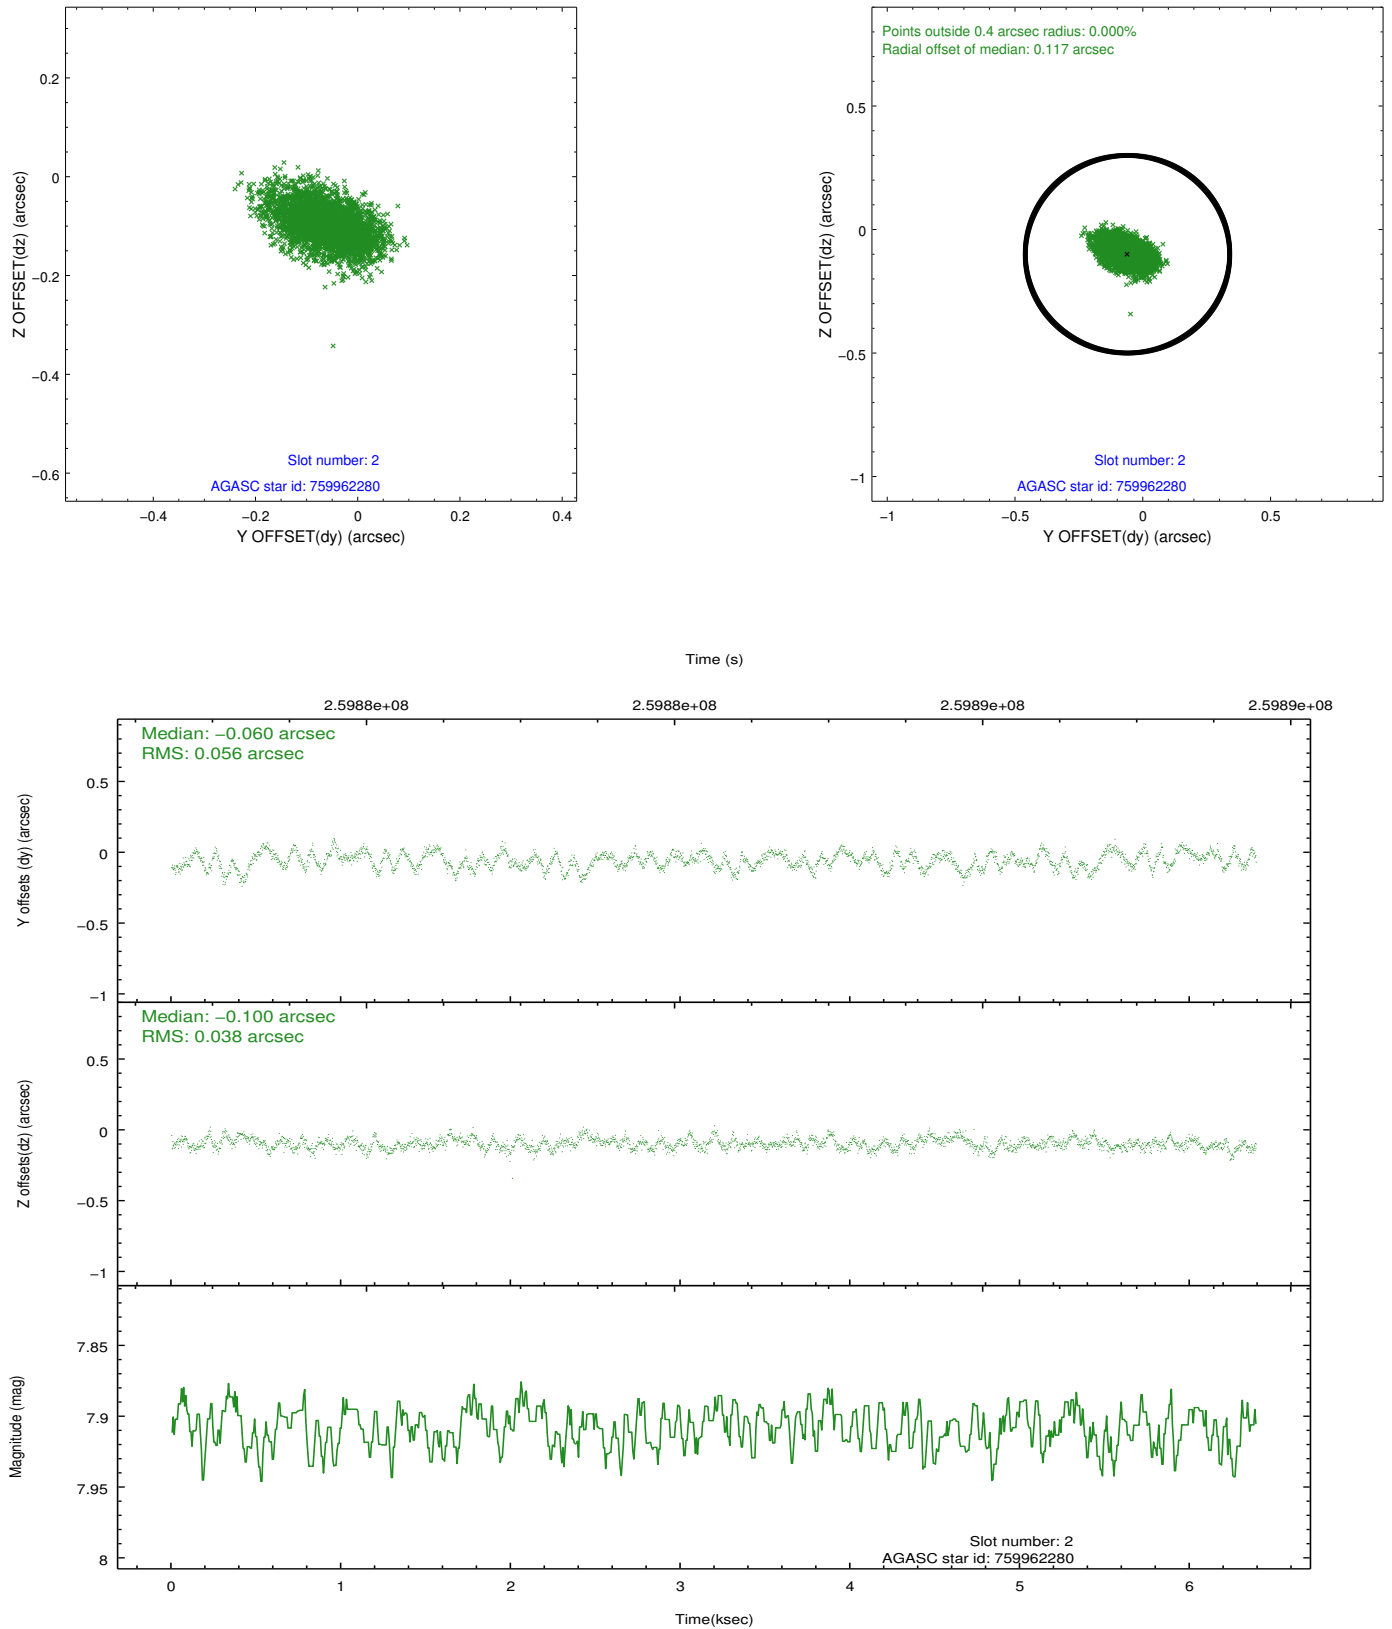 0.2
0
−0.2
−0.4
−0.6
Z OFFSET(dz) (arcsec)
Slot number: 2
AGASC star id: 759962280
−0.4
−0.2
0
0.2
0.4
Y OFFSET(dy) (arcsec)
Points outside 0.4 arcsec radius: 0.000%
Radial offset of median: 0.117 arcsec
0.5
0
−0.5
−1
Z OFFSET(dz) (arcsec)
Slot number: 2
AGASC star id: 759962280
−1
−0.5
0
0.5
Y OFFSET(dy) (arcsec)
Time (s)
2.5988e+08
2.5988e+08
2.5989e+08
2.5989e+08
Median: −0.060 arcsec
RMS: 0.056 arcsec
0.5
0
−0.5
−1
Y offsets (dy) (arcsec)
Median: −0.100 arcsec
RMS: 0.038 arcsec
0.5
0
−0.5
−1
Z offsets(dz) (arcsec)
7.85
7.9
7.95
8
Magnitude (mag)
Slot number: 2
AGASC star id: 759962280
0
1
2
3
4
5
6
Time(ksec)